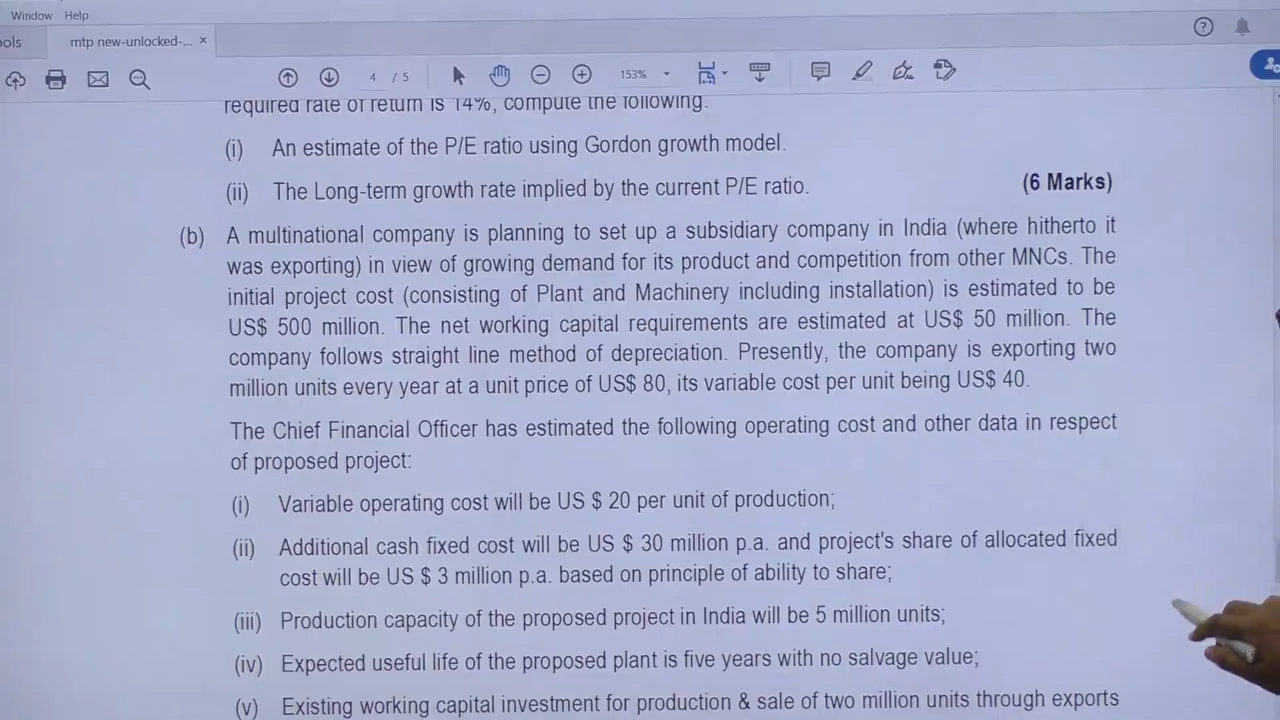 Window Help
ools
mtp new-unlocked-... ×
4 / 5
153%
required rate of return is 14%, compute the following:
(i) An estimate of the P/E ratio using Gordon growth model.
(ii) The Long-term growth rate implied by the current P/E ratio. (6 Marks)
(b) A multinational company is planning to set up a subsidiary company in India (where hitherto it
was exporting) in view of growing demand for its product and competition from other MNCs. The
initial project cost (consisting of Plant and Machinery including installation) is estimated to be
US$ 500 million. The net working capital requirements are estimated at US$ 50 million. The
company follows straight line method of depreciation. Presently, the company is exporting two
million units every year at a unit price of US$ 80, its variable cost per unit being US$ 40.
The Chief Financial Officer has estimated the following operating cost and other data in respect
of proposed project:
(i) Variable operating cost will be US $ 20 per unit of production;
(ii) Additional cash fixed cost will be US $ 30 million p.a. and project's share of allocated fixed
cost will be US $ 3 million p.a. based on principle of ability to share;
(iii) Production capacity of the proposed project in India will be 5 million units;
(iv) Expected useful life of the proposed plant is five years with no salvage value;
(v) Existing working capital investment for production & sale of two million units through exports